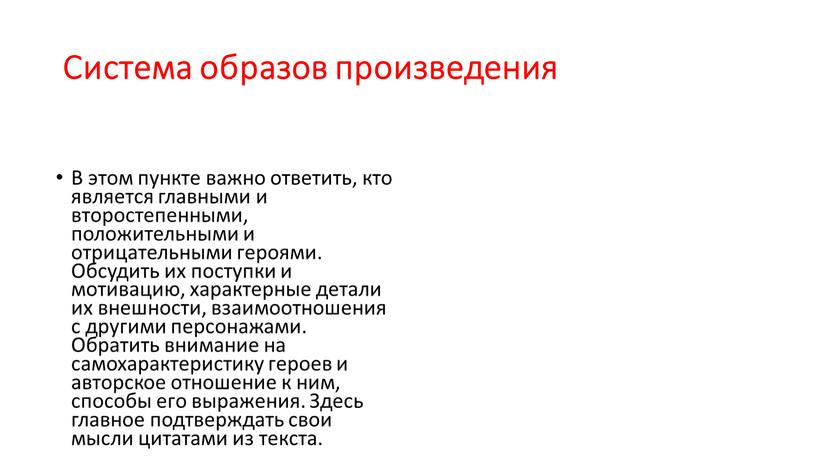 Система образов произведения
• В этом пункте важно ответить, кто
является главными и
второстепенными,
положительными и
отрицательными героями.
Обсудить их поступки и
мотивацию, характерные детали
их внешности, взаимоотношения
с другими персонажами.
Обратить внимание на
самохарактеристику героев и
авторское отношение к ним,
способы его выражения. Здесь
главное подтверждать свои
мысли цитатами из текста.